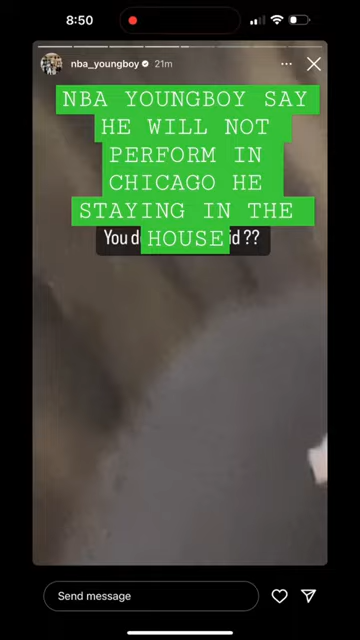 8:50
nba_youngboy 21m
NBA YOUNGBOY SAY
HE WILL NOT
PERFORM IN
CHICAGO HE
STAYING IN THE
HOUSE
You
??
Send message